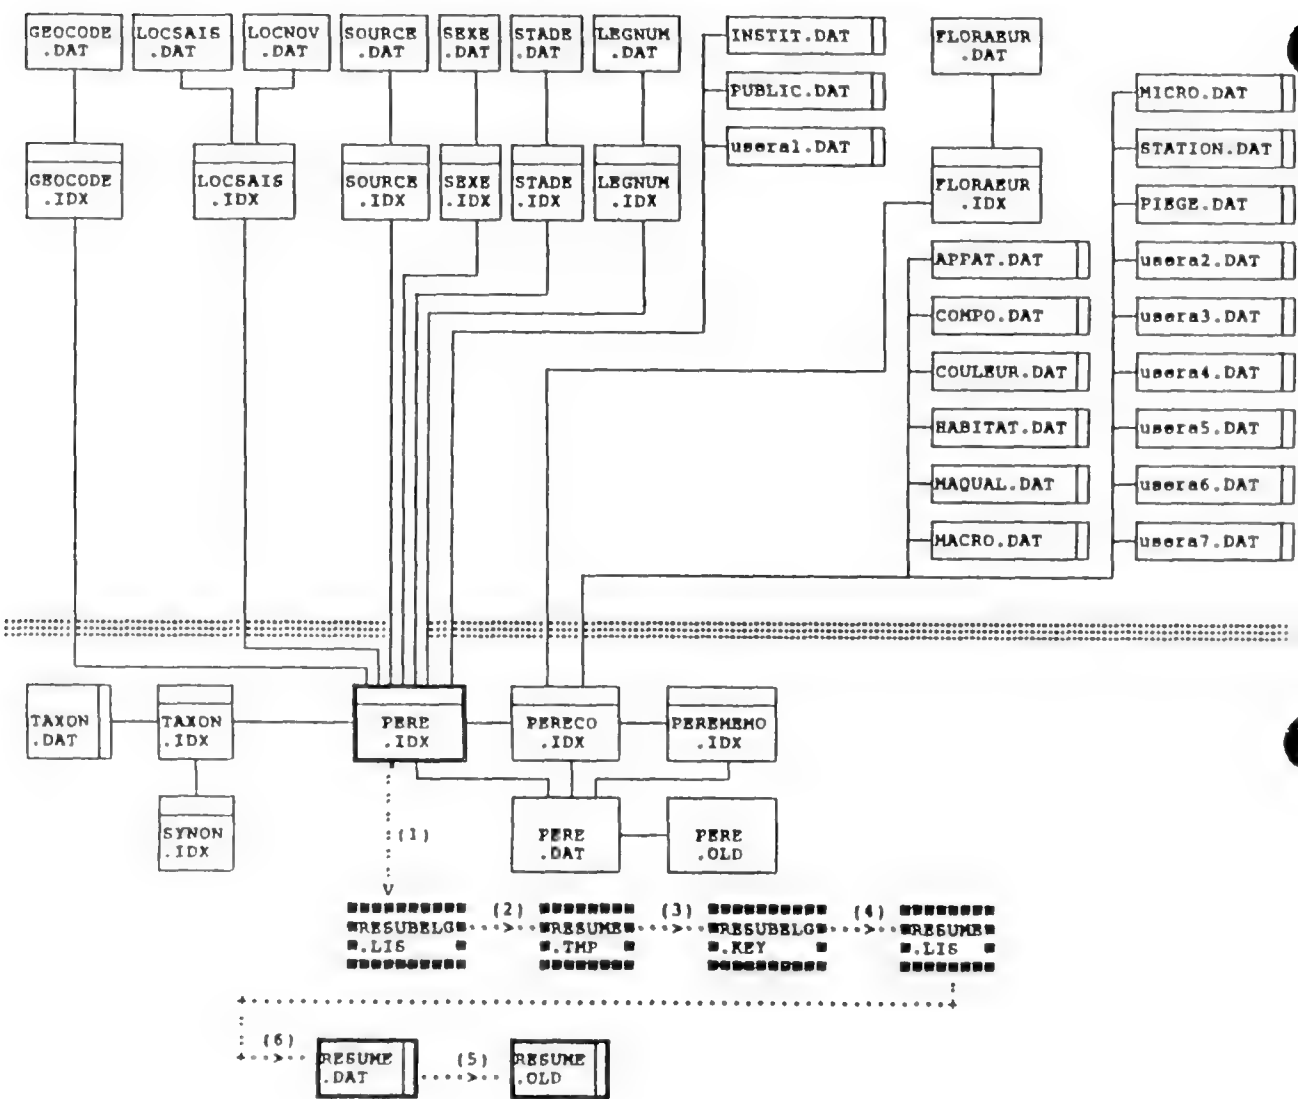 GEOCODE
.DAT
LOCSAIS
.DAT
LOCNOV
.DAT
SOURCE
.DAT
SEXE
.DAT
STADE
.DAT
LEGNUM
.DAT
INSTIT.DAT
PUBLIC.DAT
usera1.DAT
FLORAEUR
.DAT
MICRO.DAT
STATION.DAT
PIEGE.DAT
usera2.DAT
usera3.DAT
usera4.DAT
usera5.DAT
usera6.DAT
usera7.DAT
GEOCODE
.IDX
LOCSAIS
.IDX
SOURCE
.IDX
SEXE
.IDX
STADE
.IDX
LEGNUM
.IDX
FLORAEUR
.IDX
APPAT.DAT
COMPO.DAT
COULEUR.DAT
HABITAT.DAT
MAQUAL.DAT
MACRO.DAT
TAXON
.DAT
TAXON
.IDX
PERE
.IDX
PERECO
.IDX
PEREMEMO
.IDX
SYNON
.IDX
(1)
PERE
.DAT
PERE
.OLD
RESUBELG
.LIS
(2)
RESUME
.TMP
(3)
RESUBELG
.KEY
(4)
RESUME
.LIS
(6)
RESUME
.DAT
(5)
RESUME
.OLD